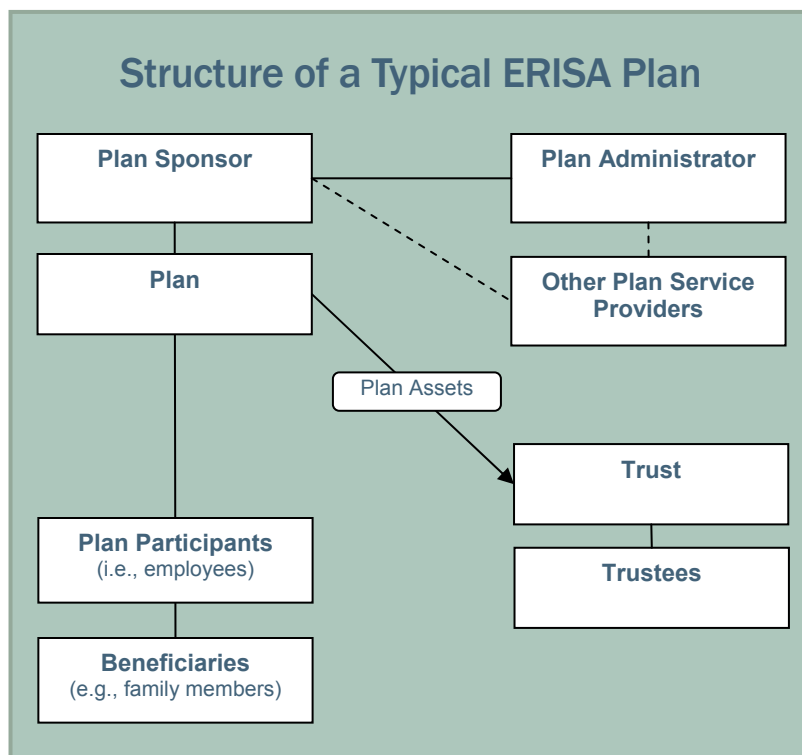 Structure of a Typical ERISA Plan
Plan Sponsor
Plan Administrator
Plan
Other Plan Service
Providers
Plan Assets
Trust
Plan Participants
(i.e., employees)
Trustees
Beneficiaries
(e.g., family members)